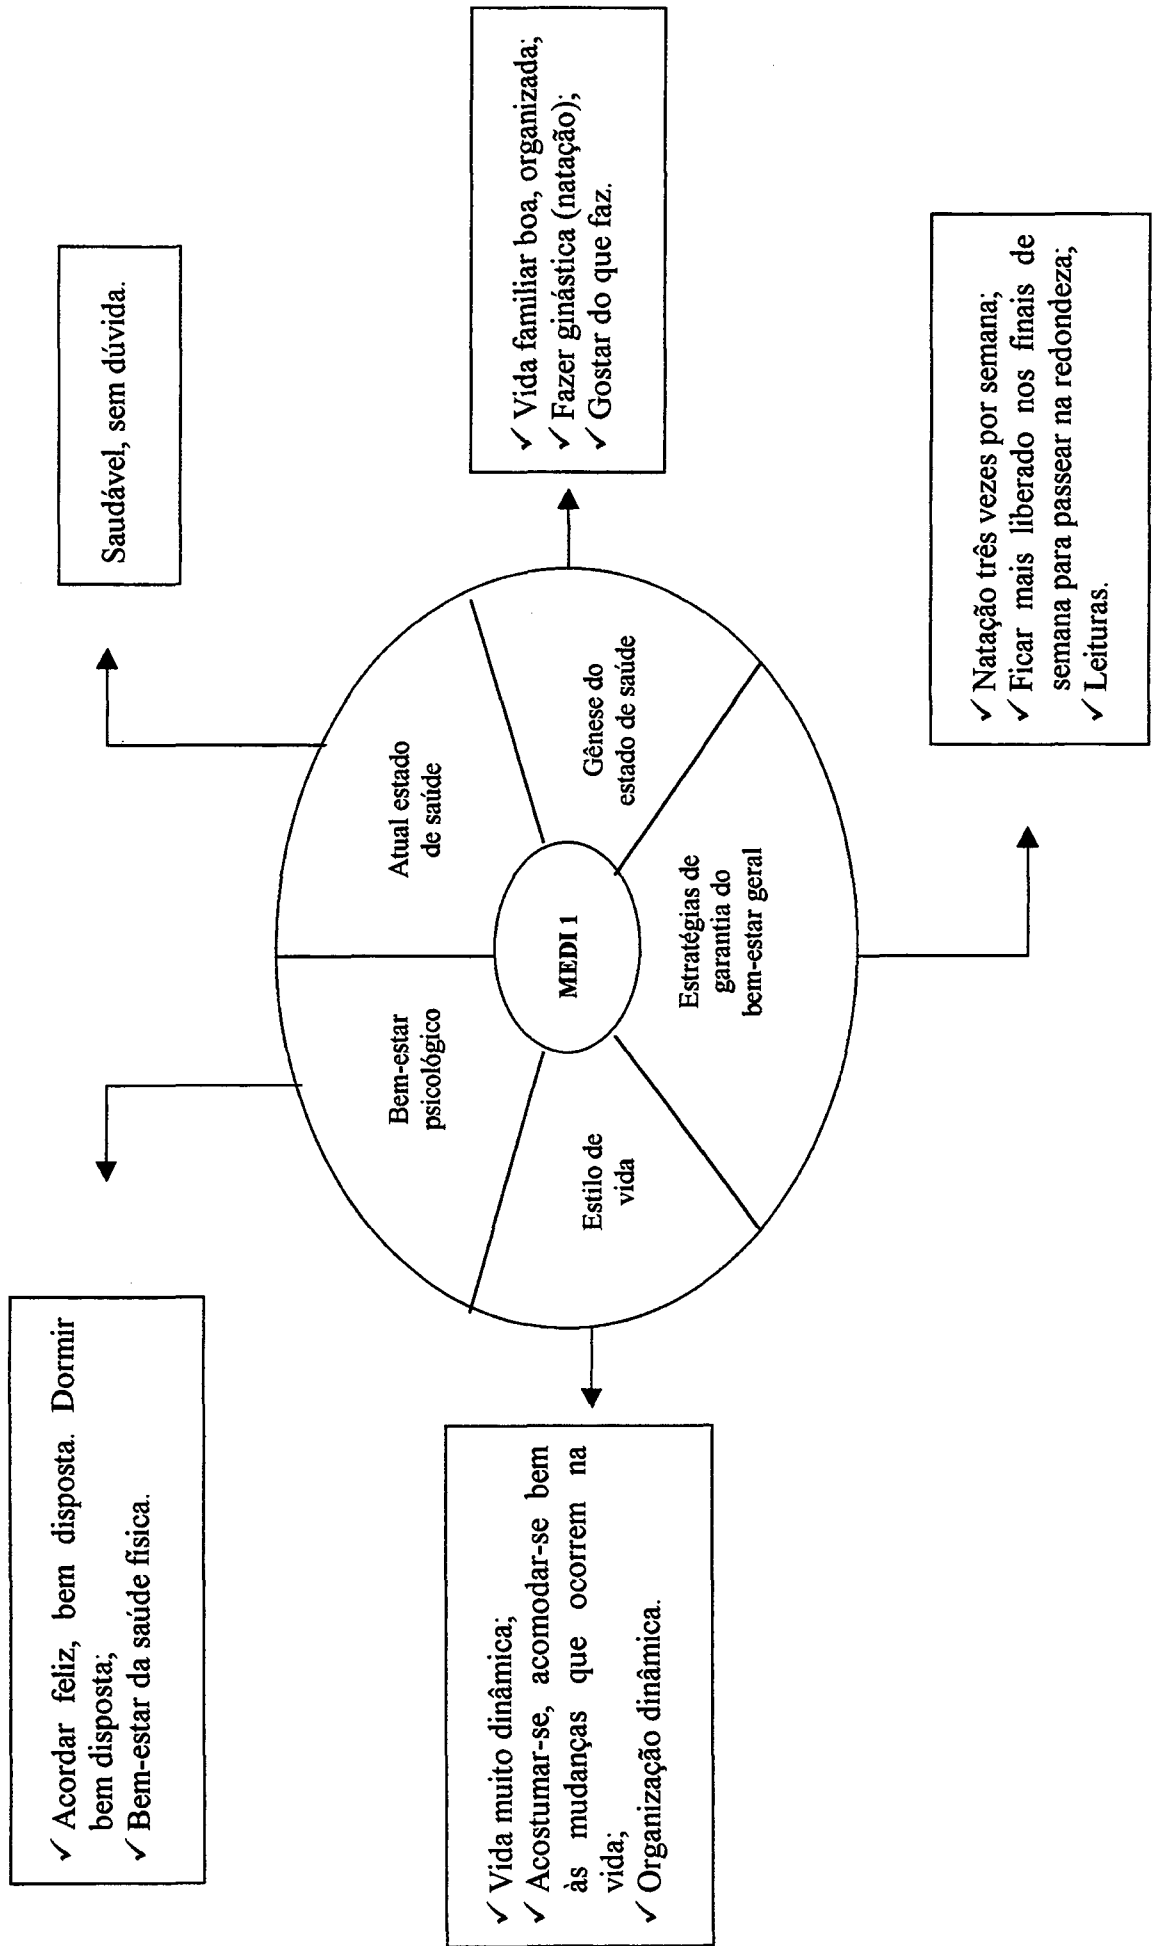 ✓ Acordar feliz, bem disposta. Dormir
bem disposta;
✓ Bem-estar da saúde física.
Saudável, sem dúvida.
Bem-estar
psicológico
Atual estado
de saúde
✓ Vida muito dinâmica;
✓ Acostumar-se, acomodar-se bem
às mudanças que ocorrem na
vida;
✓ Organização dinâmica.
Estilo de
vida
MEDI 1
Gênese do
estado de saúde
✓ Vida familiar boa, organizada;
✓ Fazer ginástica (natação);
✓ Gostar do que faz.
Estratégias de
garantia do
bem-estar geral
✓ Natação três vezes por semana;
✓ Ficar mais liberado nos finais de
semana para passear na redondeza;
✓ Leituras.